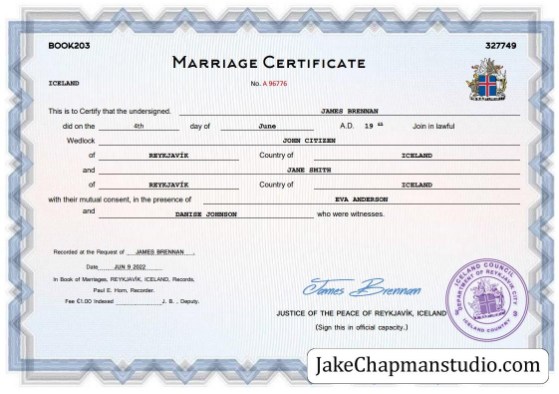 BOOK203
327749
MARRIAGE CERTIFICATE
ICELAND
No. A 96776
This is to Certify that the undersigned. JAMES BRENNAN
did on the 4th day of June A.D. 19 Join in lawful
Wedlock JOHN CITIZEN
of REYKJAVÍK Country of ICELAND
and JANE SMITH
of REYKJAVÍK Country of ICELAND
with their mutual consent, in the presence of EVA ANDERSON
and DANISE JOHNSON who were witnesses.
Recorded at the Request of JAMES BRENNAN ,
Date JUN 9 2022
In Book of Marriages, REYKJAVÍK, ICELAND, Records,
Paul E. Horn, Recorder.
Fee £1.00 Indexed J. B. , Deputy.
James Brennan
JUSTICE OF THE PEACE OF REYKJAVÍK, ICELAND
(Sign this in official capacity.)
ICELAND COUNCIL
DEPARTMENT OF REYKJAVIK CITY
ICELAND COUNTRY
JakeChapmanstudio.com